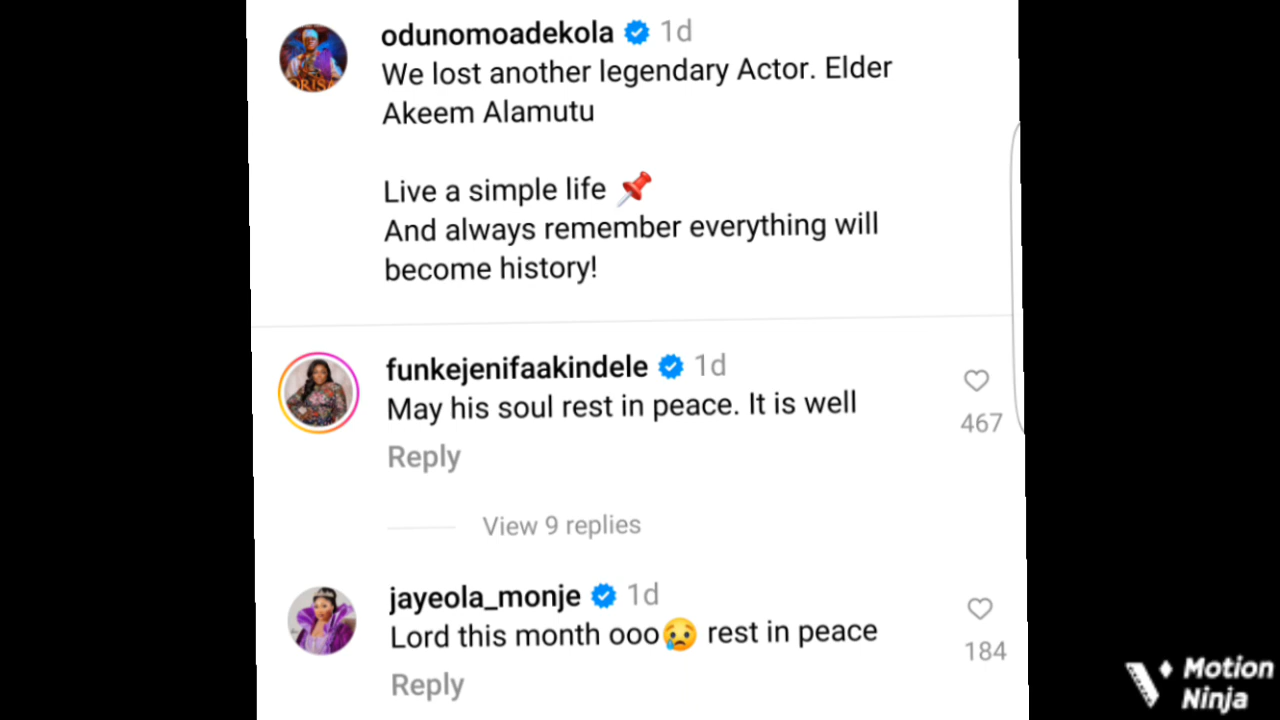 odunomoadekola 1d
We lost another legendary Actor. Elder
Akeem Alamutu
Live a simple life 📌
And always remember everything will
become history!
funkejenifaakindele 1d
May his soul rest in peace. It is well
467
Reply
View 9 replies
jayeola_monje 1d
Lord this month ooo😢 rest in peace
184
Reply
Motion
Ninja